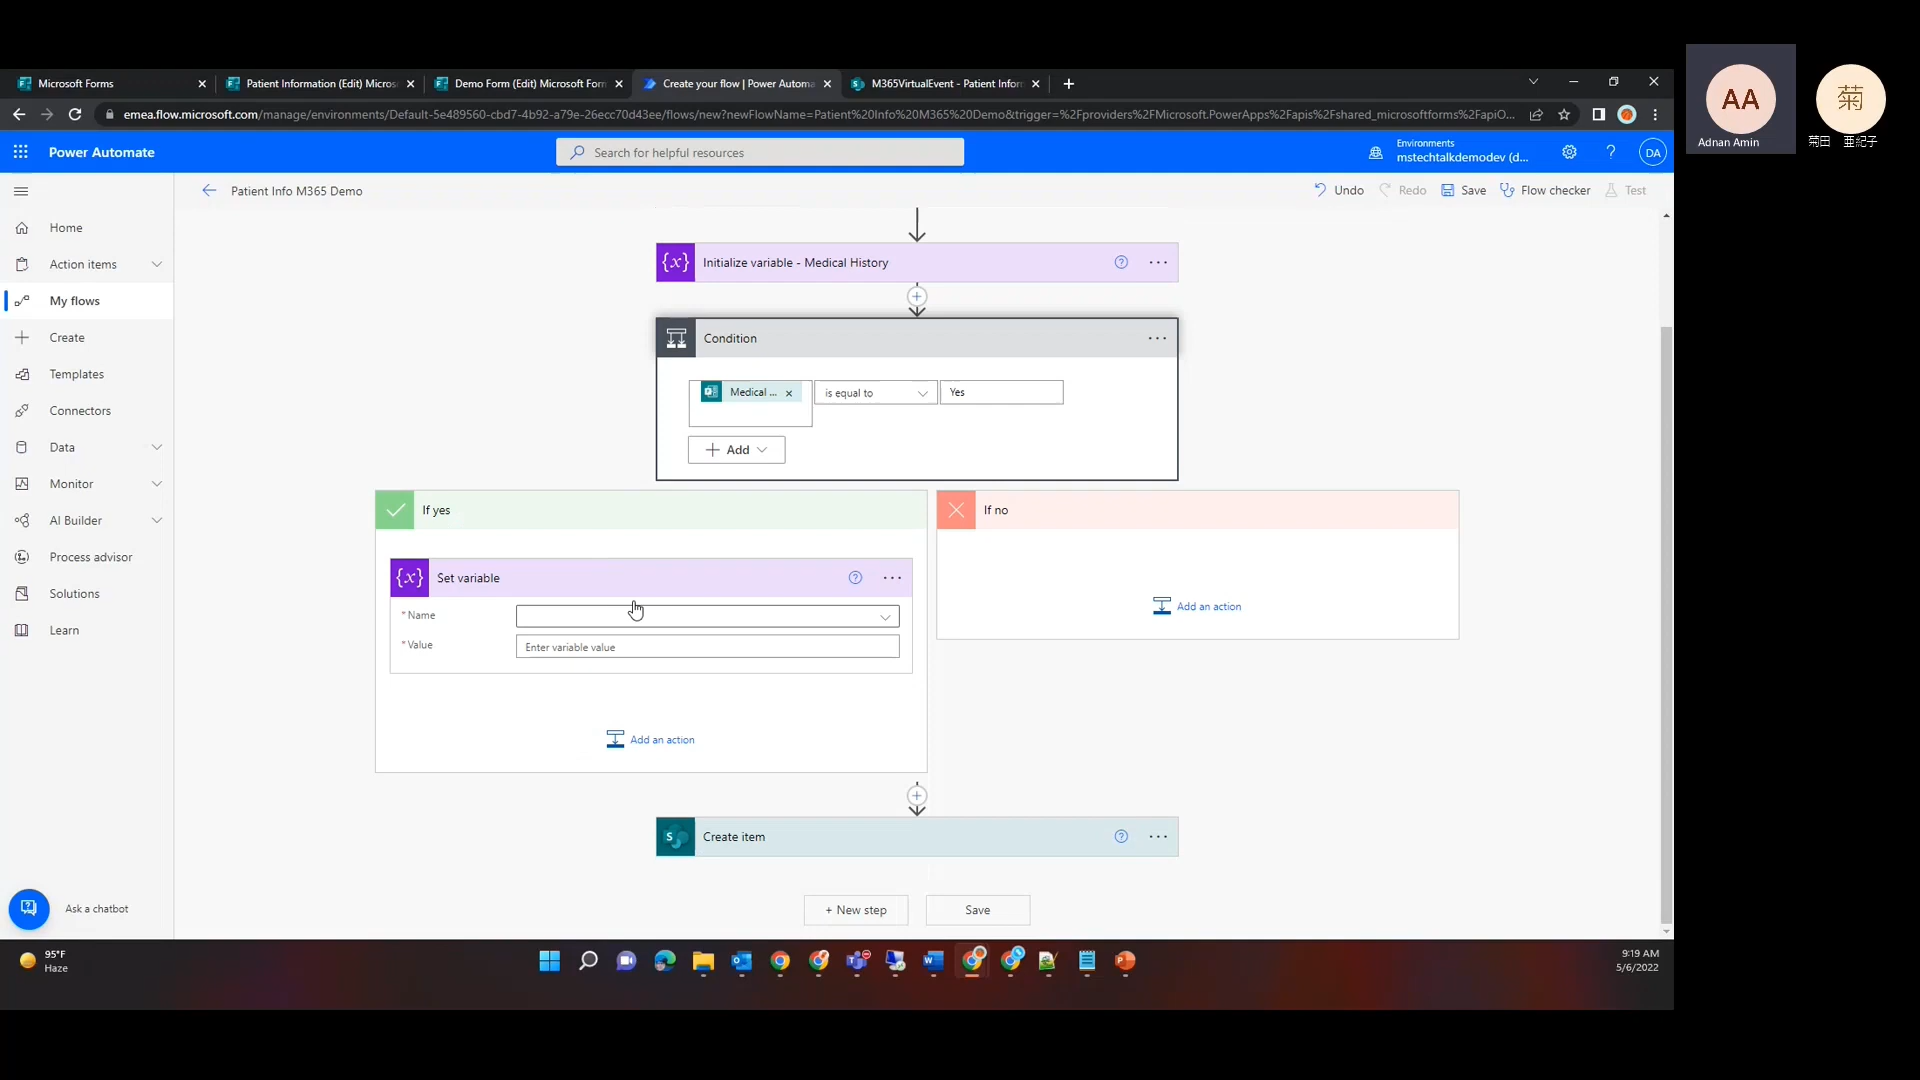 Microsoft Forms
Patient Information (Edit) Micros
Demo Form (Edit) Microsoft For
Create your flow | Power Automa
M365VirtualEvent - Patient Infor
emea.flow.microsoft.com/manage/environments/Default-5e489560-cbd7-4b92-a79e-26ecc70d43ee/flows/new?newFlowName=Patient%20Info%20M365%20Demo&trigger=%2Fproviders%2FMicrosoft.PowerApps%2Fapis%2Fshared_microsoftforms%2FapiO...
Power Automate
Search for helpful resources
Environments
mstechtalkdemodev (d...
?
DA
Patient Info M365 Demo
Undo
Redo
Save
Flow checker
Test
Home
Action items
My flows
Create
Templates
Connectors
Data
Monitor
AI Builder
Process advisor
Solutions
Learn
Ask a chatbot
{x} Initialize variable - Medical History
Condition
Medical ...
is equal to
Yes
Add
If yes
{x} Set variable
* Name
* Value
Enter variable value
Add an action
If no
Add an action
S Create item
+ New step
Save
95°F
Haze
9:19 AM
5/6/2022
AA
Adnan Amin
菊
菊田 亜紀子